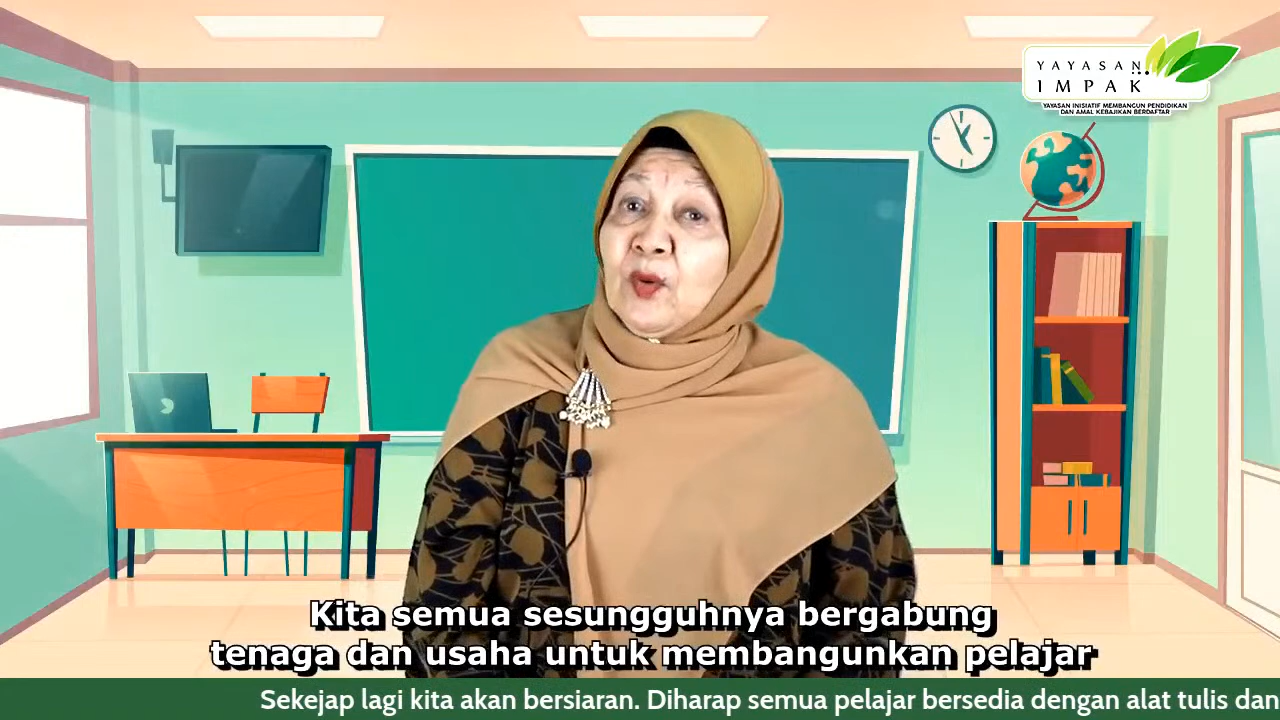 YAYASAN
IMPAK
YAYASAN INISIATIF MEMBANGUN PENDIDIKAN
DAN AMAL KEBAJIKAN BERDAFTAR
Kita semua sesungguhnya bergabung
tenaga dan usaha untuk membangunkan pelajar
Sekejap lagi kita akan bersiaran. Diharap semua pelajar bersedia dengan alat tulis dan